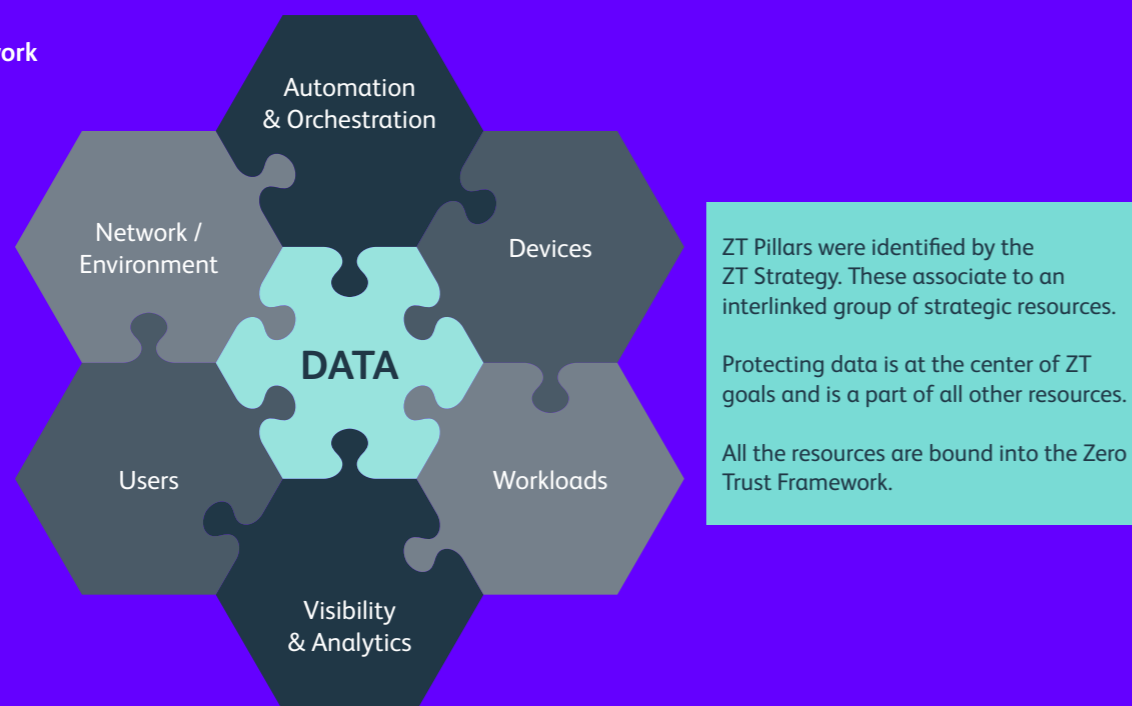 ork
Automation
& Orchestration
Network /
Environment
Devices
DATA
Users
Workloads
Visibility
& Analytics
ZT Pillars were identified by the
ZT Strategy. These associate to an
interlinked group of strategic resources.
Protecting data is at the center of ZT
goals and is a part of all other resources.
All the resources are bound into the Zero
Trust Framework.